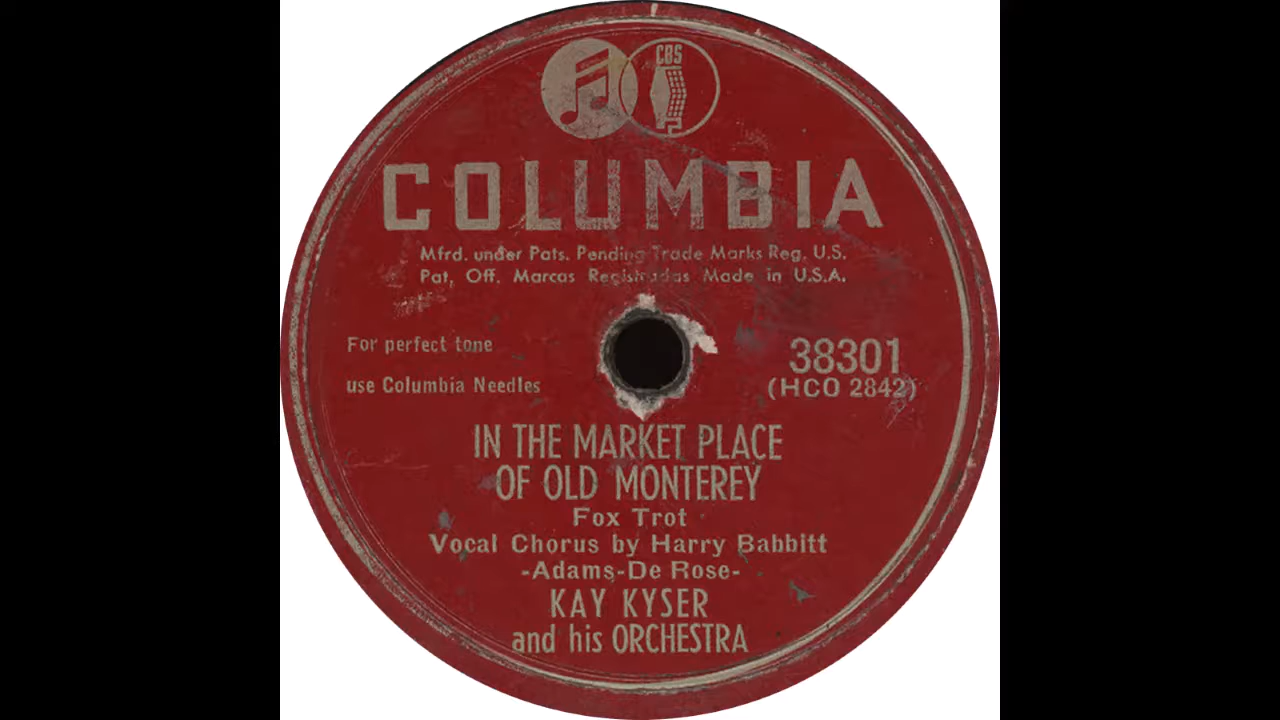 CBS
COLUMBIA
Mfrd. under Pats. Pending Trade Marks Reg. U.S.
Pat. Off. Marcas Registradas Made in U.S.A.
For perfect tone
use Columbia Needles
38301
(HCO 2842)
IN THE MARKET PLACE
OF OLD MONTEREY
Fox Trot
Vocal Chorus by Harry Babbitt
-Adams-De Rose-
KAY KYSER
and his ORCHESTRA